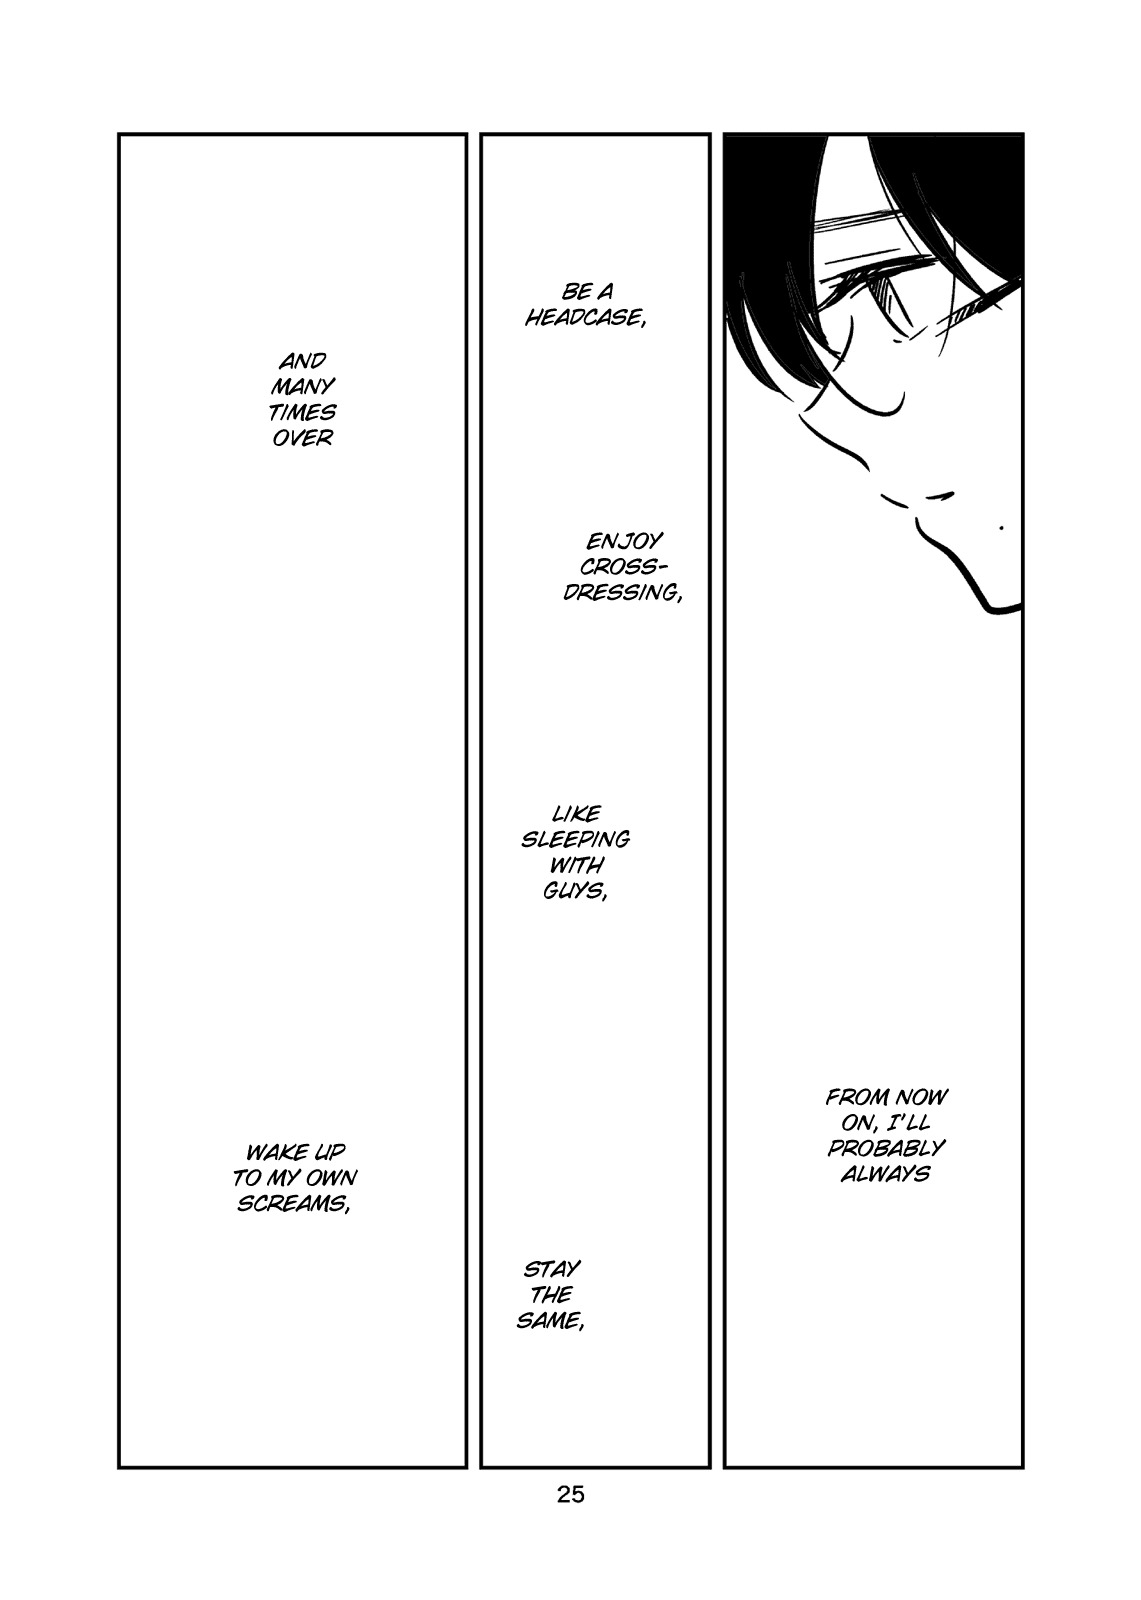 FROM NOW
ON, I'LL
PROBABLY
ALWAYS
BE A
HEADCASE,
ENJOY
CROSS-
DRESSING,
LIKE
SLEEPING
WITH
GUYS,
STAY
THE
SAME,
AND
MANY
TIMES
OVER
WAKE UP
TO MY OWN
SCREAMS,
25